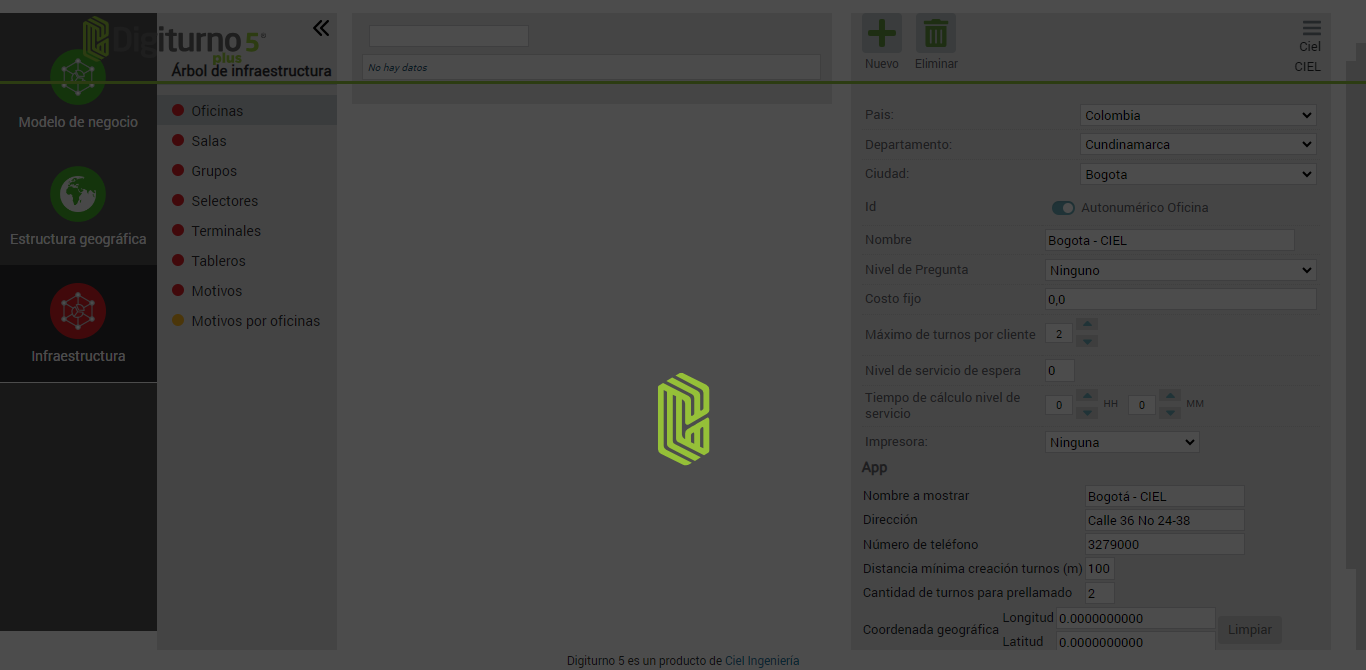 Digiturno 5
plus
Modelo de negocio
Estructura geográfica
Infraestructura
Árbol de infraestructura
Oficinas
Salas
Grupos
Selectores
Terminales
Tableros
Motivos
Motivos por oficinas
No hay datos
Nuevo
Eliminar
Ciel
CIEL
Pais: Colombia
Departamento: Cundinamarca
Ciudad: Bogota
Id Autonumérico Oficina
Nombre Bogota - CIEL
Nivel de Pregunta Ninguno
Costo fijo 0,0
Máximo de turnos por cliente 2
Nivel de servicio de espera 0
Tiempo de cálculo nivel de
servicio 0 HH 0 MM
Impresora: Ninguna
App
Nombre a mostrar Bogotá - CIEL
Dirección Calle 36 No 24-38
Número de teléfono 3279000
Distancia mínima creación turnos (m) 100
Cantidad de turnos para prellamado 2
Coordenada geográfica
Longitud 0.0000000000
Latitud 0.0000000000
Limpiar
Digiturno 5 es un producto de Ciel Ingeniería